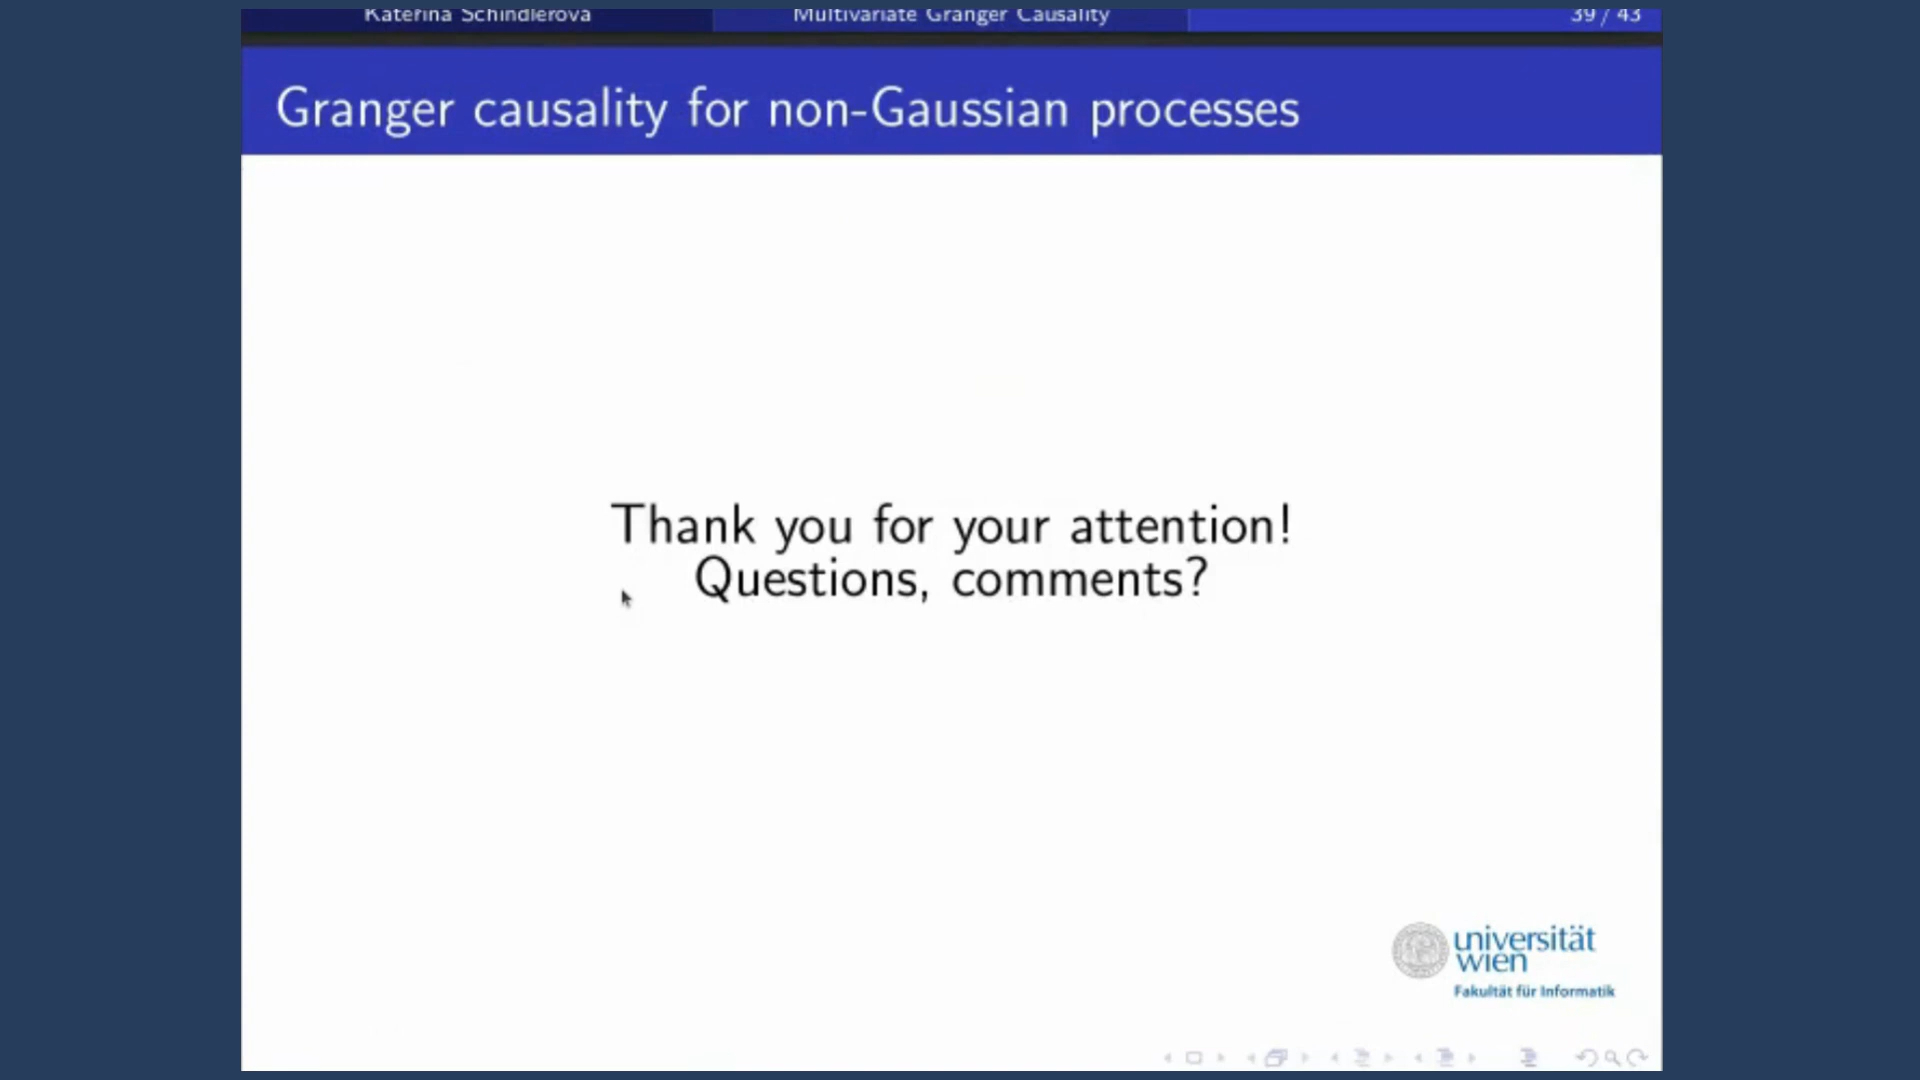 Katerina Schindlerova
Multivariate Granger Causality
39 / 43
Granger causality for non-Gaussian processes
Thank you for your attention!
Questions, comments?
universität
wien
Fakultät für Informatik